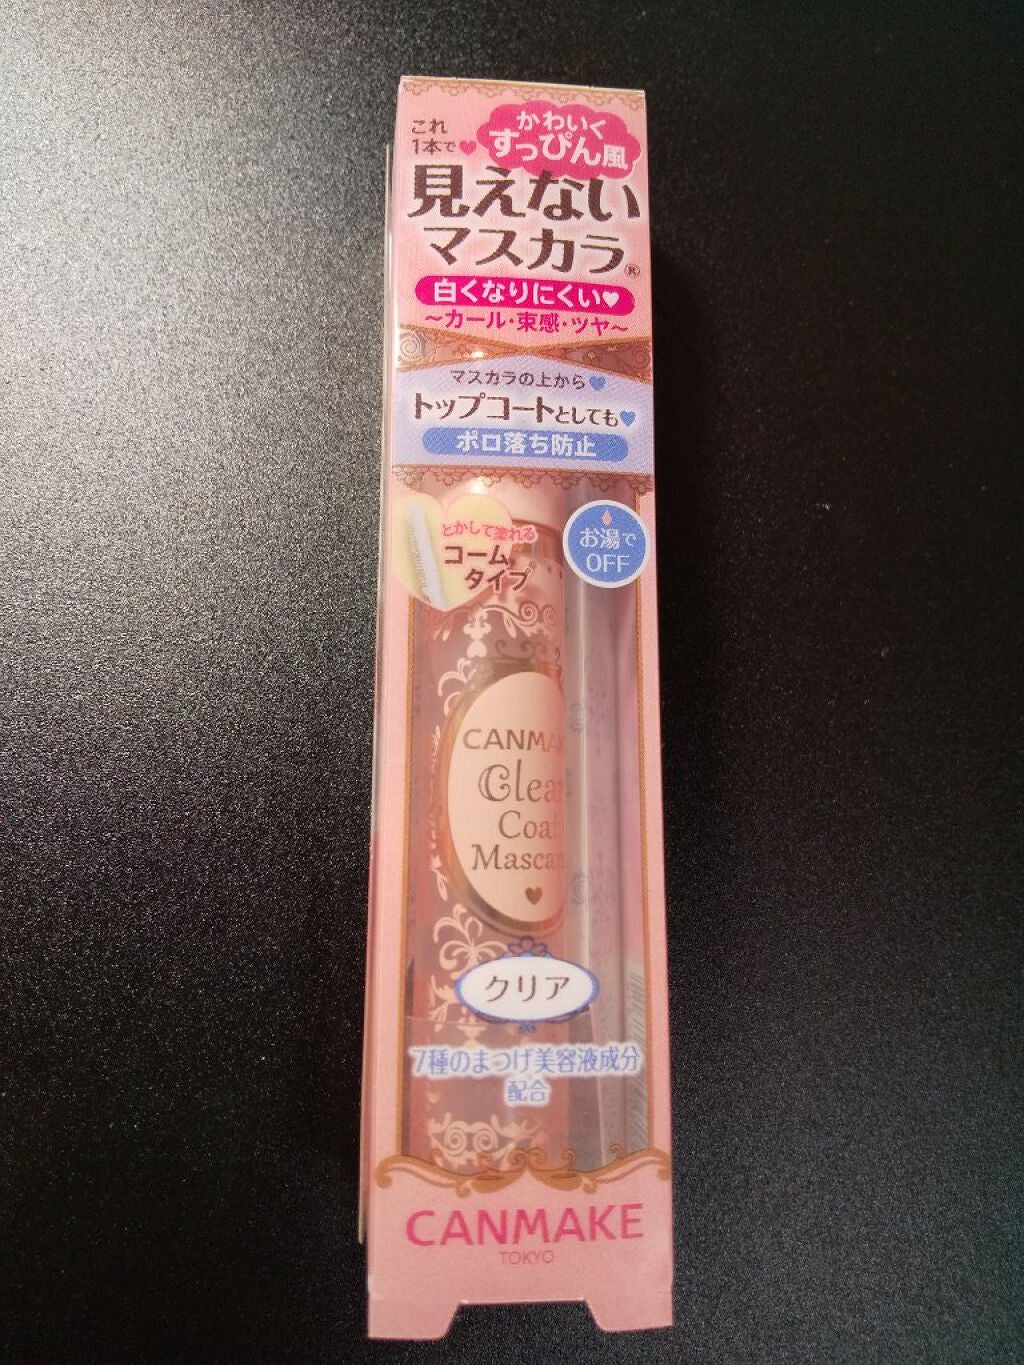 これ
1本で♥
かわいく
すっぴん風
見えない
マスカラ®
白くなりにくい♥
～カール・束感・ツヤ～
マスカラの上から♥
トップコートとしても♥
ポロ落ち防止
とかして塗れる
コーム
タイプ
お湯で
OFF
CANMA
Clear
Coat
Mascar
クリア
7種のまつげ美容液成分
配合
CANMAKE
TOKYO